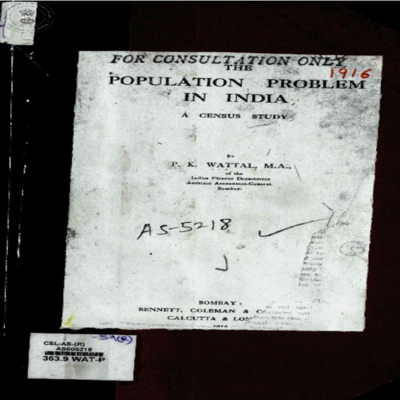 FOR CONSULTATION ONLY
THE
1916
POPULATION PROBLEM
IN INDIA
A CENSUS STUDY
BY
P. K. WATTAL, M.A.,
of the
Indian Finance Department
Assistant Accountant-General,
Bombay.
AS-5218
BOMBAY:
BENNETT, COLEMAN &
CALCUTTA &
CSL-AS-(R)
AS005218
363.9 WAT-P